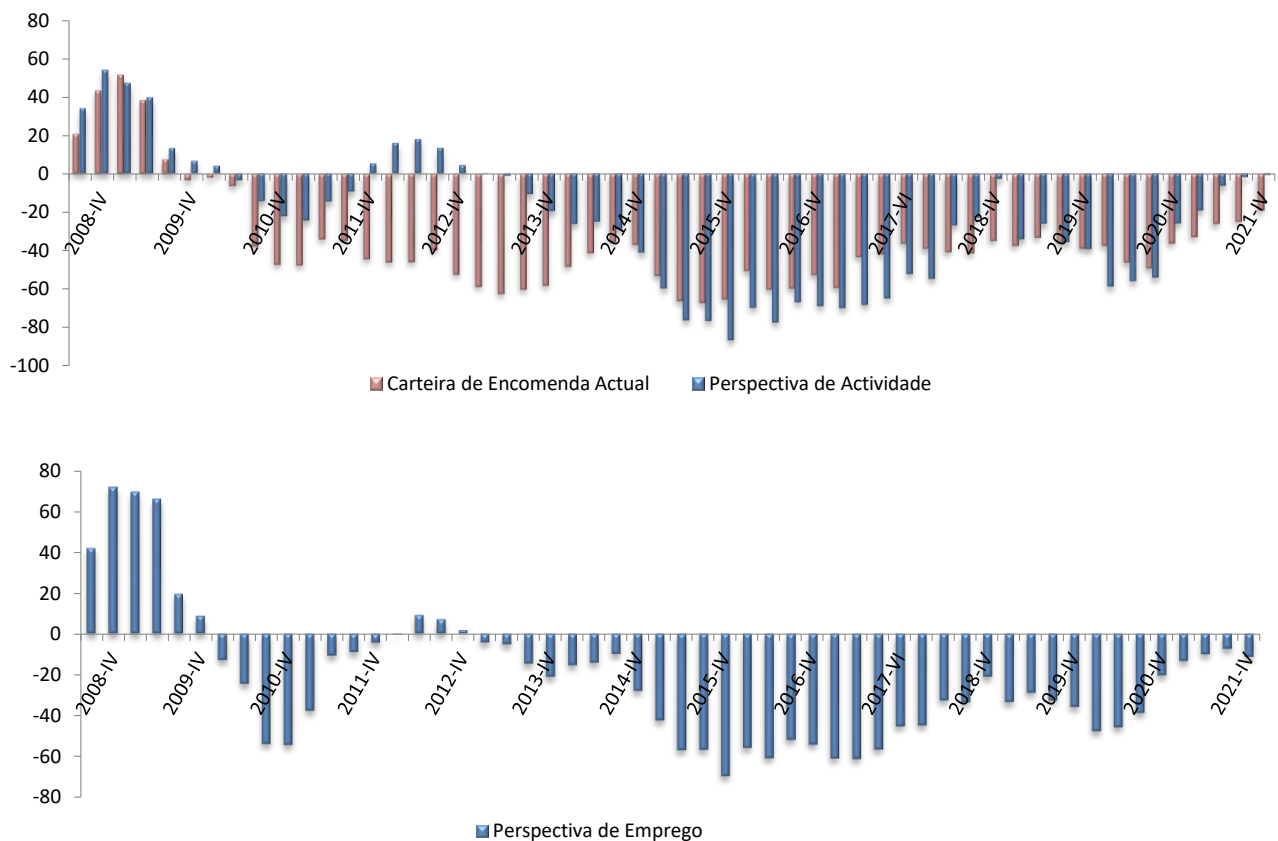 80
60
40
20
0
-20
-40
-60
-80
-100
2008-IV
2009-IV
2010-IV
2011-IV
2012-IV
2013-IV
2014-IV
2015-IV
2016-IV
2017-VI
2018-IV
2019-IV
2020-IV
2021-IV
Carteira de Encomenda Actual Perspectiva de Actividade
80
60
40
20
0
-20
-40
-60
-80
2008-IV
2009-IV
2010-IV
2011-IV
2012-IV
2013-IV
2014-IV
2015-IV
2016-IV
2017-VI
2018-IV
2019-IV
2020-IV
2021-IV
Perspectiva de Emprego